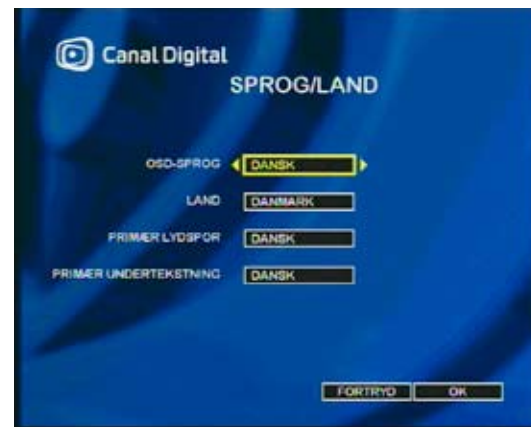 Canal Digital
SPROG/LAND
OSD-SPROG DANSK
LAND DANMARK
PRIMÆR LYDSPOR DANSK
PRIMÆR UNDERTEKSTNING DANSK
FORTRYD OK